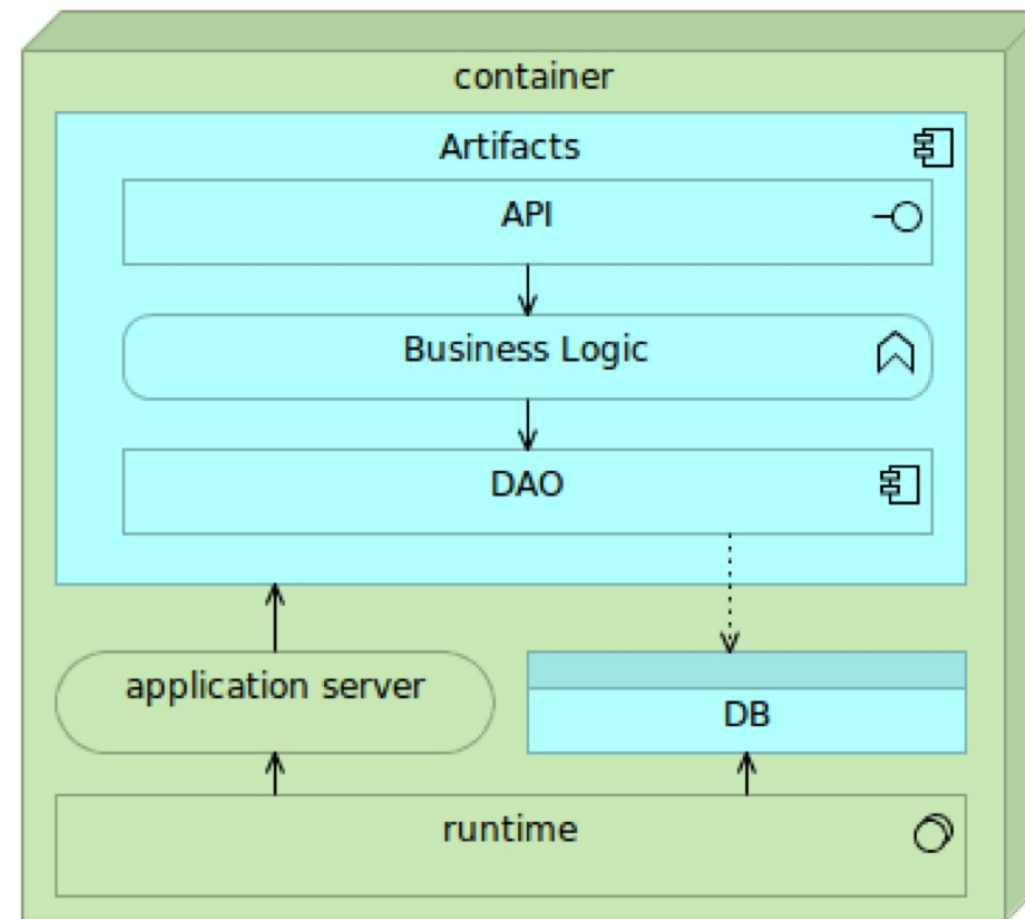 container
Artifacts
API
Business Logic
DAO
application server
DB
runtime